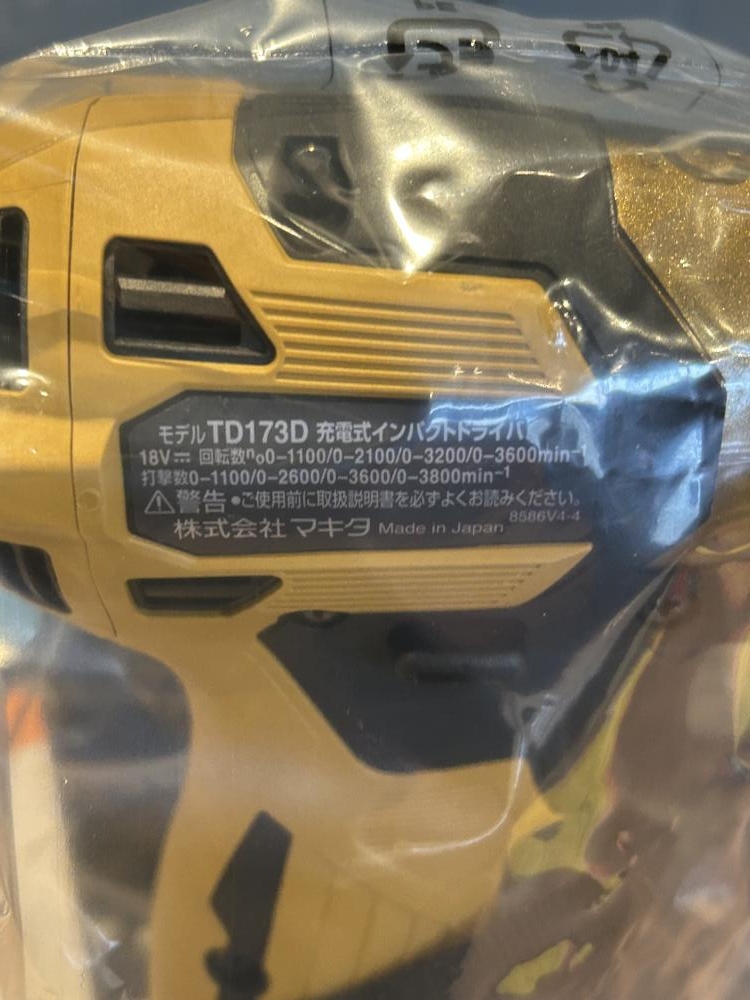 モデルTD173D 充電式インパクトドライバ
18V⎓ 回転数n₀0-1100/0-2100/0-3200/0-3600min⁻¹
打撃数0-1100/0-2600/0-3600/0-3800min⁻¹
⚠警告 •ご使用前に取扱説明書を必ずよくお読みください。
株式会社マキタ Made in Japan 8586V4-4